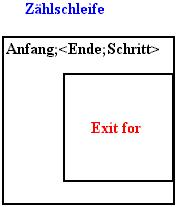 Zählschleife
Anfang;<Ende;Schritt>
Exit for